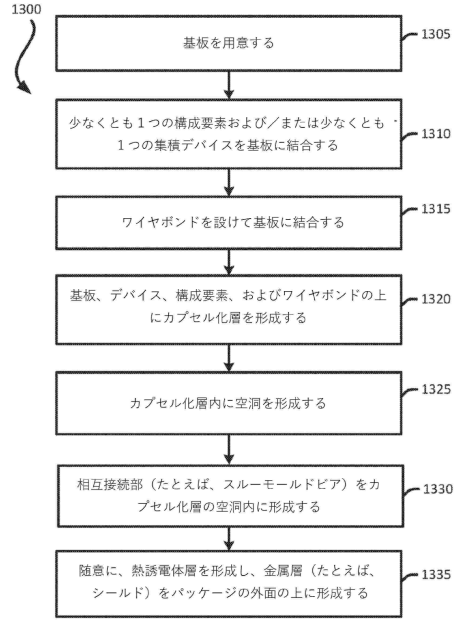 1300
基板を用意する
1305
少なくとも1つの構成要素および/または少なくとも
1つの集積デバイスを基板に結合する
1310
ワイヤボンドを設けて基板に結合する
1315
基板、デバイス、構成要素、およびワイヤボンドの上
にカプセル化層を形成する
1320
カプセル化層内に空洞を形成する
1325
相互接続部(たとえば、スルーモールドビア)をカ
プセル化層の空洞内に形成する
1330
随意に、熱誘電体層を形成し、金属層(たとえば、
シールド)をパッケージの外面の上に形成する
1335